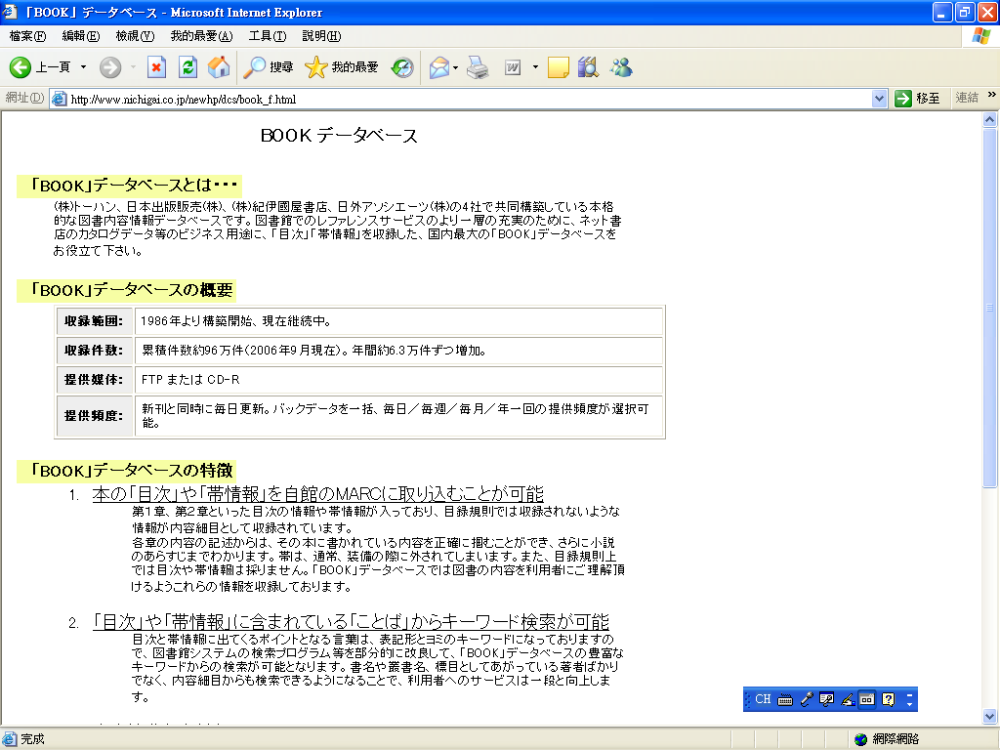 「BOOK」データベース - Microsoft Internet Explorer
檔案(F) 編輯(E) 檢視(V) 我的最愛(A) 工具(T) 說明(H)
上一頁 搜尋 我的最愛
網址(D) http://www.nichigai.co.jp/newhp/dcs/book_f.html 移至 連結 »
BOOK データベース
「BOOK」データベースとは・・・
(株)トーハン、日本出版販売(株)、(株)紀伊國屋書店、日外アソシエーツ(株)の4社で共同構築している本格
的な図書内容情報データベースです。図書館でのレファレンスサービスのより一層の充実のために、ネット書
店のカタログデータ等のビジネス用途に、「目次」「帯情報」を収録した、国内最大の「BOOK」データベースを
お役立て下さい。
「BOOK」データベースの概要
収録範囲: 1986年より構築開始、現在継続中。
収録件数: 累積件数約96万件(2006年9月現在)。年間約6.3万件ずつ増加。
提供媒体: FTP または CD-R
提供頻度: 新刊と同時に毎日更新。バックデータを一括、毎日／毎週／毎月／年一回の提供頻度が選択可
能。
「BOOK」データベースの特徴
1. 本の「目次」や「帯情報」を自館のMARCに取り込むことが可能
第１章、第２章といった目次の情報や帯情報が入っており、目録規則では収録されないような
情報が内容細目として収録されています。
各章の内容の記述からは、その本に書かれている内容を正確に掴むことができ、さらに小説
のあらすじまでわかります。帯は、通常、装備の際に外されてしまいます。また、目録規則上
では目次や帯情報は採りません。「BOOK」データベースでは図書の内容を利用者にご理解頂
けるようこれらの情報を収録しております。
2. 「目次」や「帯情報」に含まれている「ことば」からキーワード検索が可能
目次と帯情報に出てくるポイントとなる言葉は、表記形とヨミのキーワードになっておりますの
で、図書館システムの検索プログラム等を部分的に改良して、「BOOK」データベースの豊富な
キーワードからの検索が可能となります。書名や叢書名、標目としてあがっている著者ばかり
でなく、内容細目からも検索できるようになることで、利用者へのサービスは一段と向上しま
す。
CH
完成 網際網路